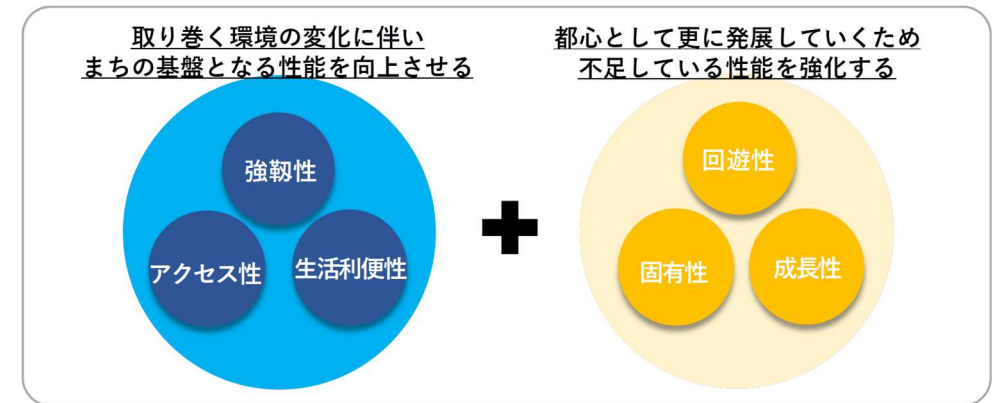 取り巻く環境の変化に伴い
まちの基盤となる性能を向上させる
強靱性
アクセス性
生活利便性
都心として更に発展していくため
不足している性能を強化する
回遊性
固有性
成長性